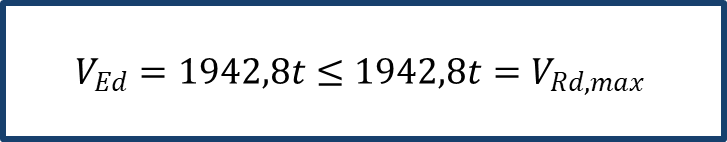 V_{Ed} = 1942,8t ≤ 1942,8t = V_{Rd,max}